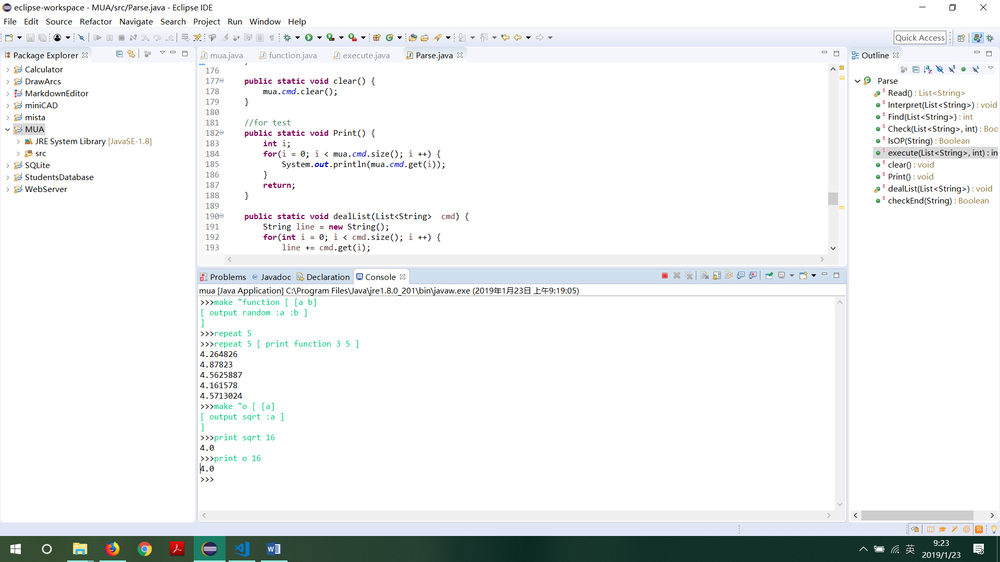 eclipse-workspace - MUA/src/Parse.java - Eclipse IDE
File Edit Source Refactor Navigate Search Project Run Window Help
Quick Access
Package Explorer
Calculator
DrawArcs
MarkdownEditor
miniCAD
mista
MUA
JRE System Library [JavaSE-1.8]
src
SQLite
StudentsDatabase
WebServer
mua.java function.java execute.java Parse.java
176
177 public static void clear() {
178 mua.cmd.clear();
179 }
180
181 //for test
182 public static void Print() {
183 int i;
184 for(i = 0; i < mua.cmd.size(); i ++) {
185 System.out.println(mua.cmd.get(i));
186 }
187 return;
188 }
189
190 public static void dealList(List<String>  cmd) {
191 String line = new String();
192 for(int i = 0; i < cmd.size(); i ++) {
193 line += cmd.get(i);
Problems Javadoc Declaration Console
mua [Java Application] C:\Program Files\Java\jre1.8.0_201\bin\javaw.exe (2019年1月23日 上午9:19:05)
>>>make "function [ [a b]
[ output random :a :b ]
]
>>>repeat 5
>>>repeat 5 [ print function 3 5 ]
4.264826
4.87823
4.5625887
4.161578
4.5713024
>>>make "o [ [a]
[ output sqrt :a ]
]
>>>print sqrt 16
4.0
>>>print o 16
4.0
>>>
Outline
Parse
Read() : List<String>
Interpret(List<String>) : void
Find(List<String>) : int
Check(List<String>, int) : Boo
IsOP(String) : Boolean
execute(List<String>, int) : in
clear() : void
Print() : void
dealList(List<String>) : void
checkEnd(String) : Boolean
英
9:23
2019/1/23